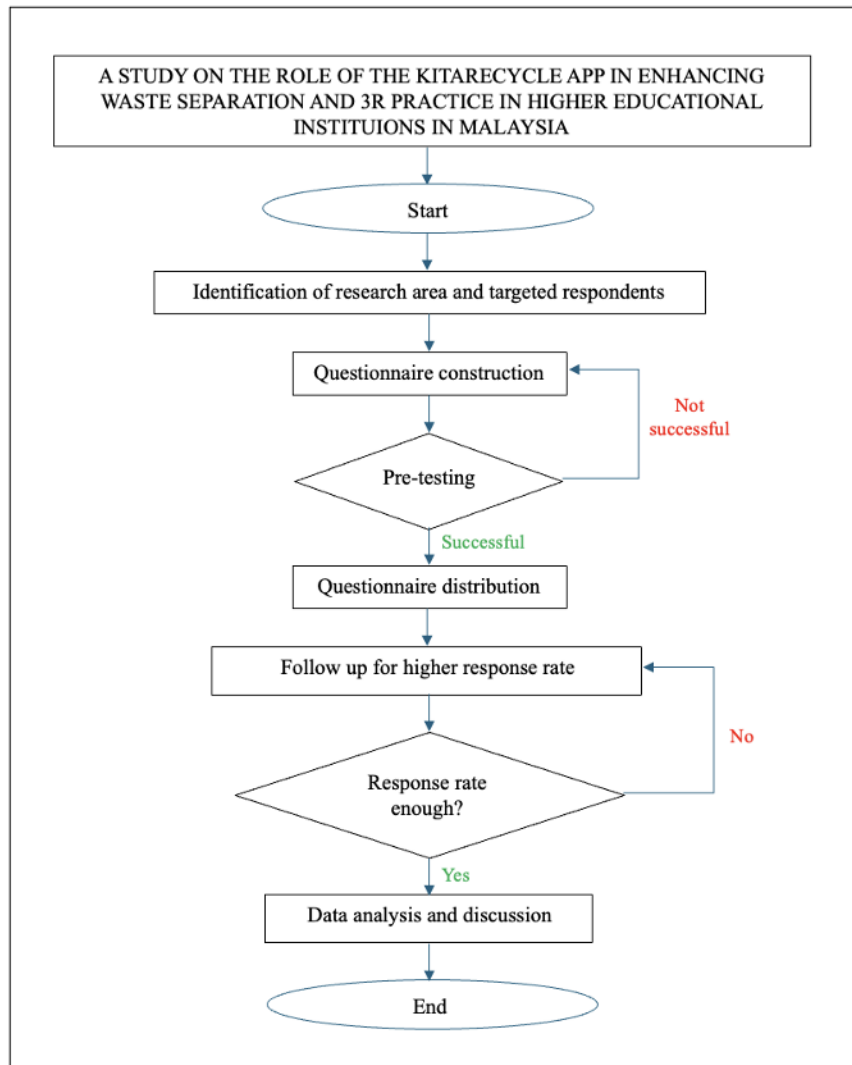 A STUDY ON THE ROLE OF THE KITARECYCLE APP IN ENHANCING
WASTE SEPARATION AND 3R PRACTICE IN HIGHER EDUCATIONAL
INSTITUIONS IN MALAYSIA
Start
Identification of research area and targeted respondents
Questionnaire construction
Not
successful
Pre-testing
Successful
Questionnaire distribution
Follow up for higher response rate
No
Response rate
enough?
Yes
Data analysis and discussion
End